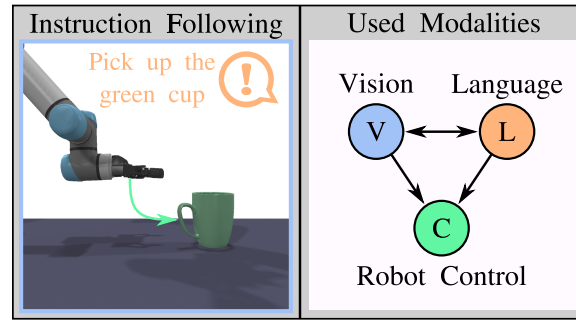 Instruction Following
Pick up the
green cup
!
Used Modalities
Vision
Language
V
L
C
Robot Control